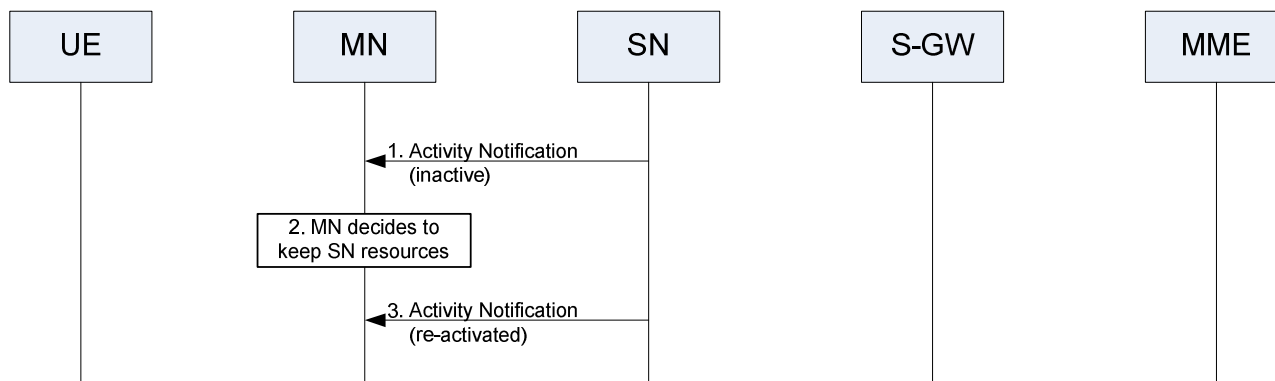 UE
MN
SN
S-GW
MME
1. Activity Notification
(inactive)
2. MN decides to
keep SN resources
3. Activity Notification
(re-activated)